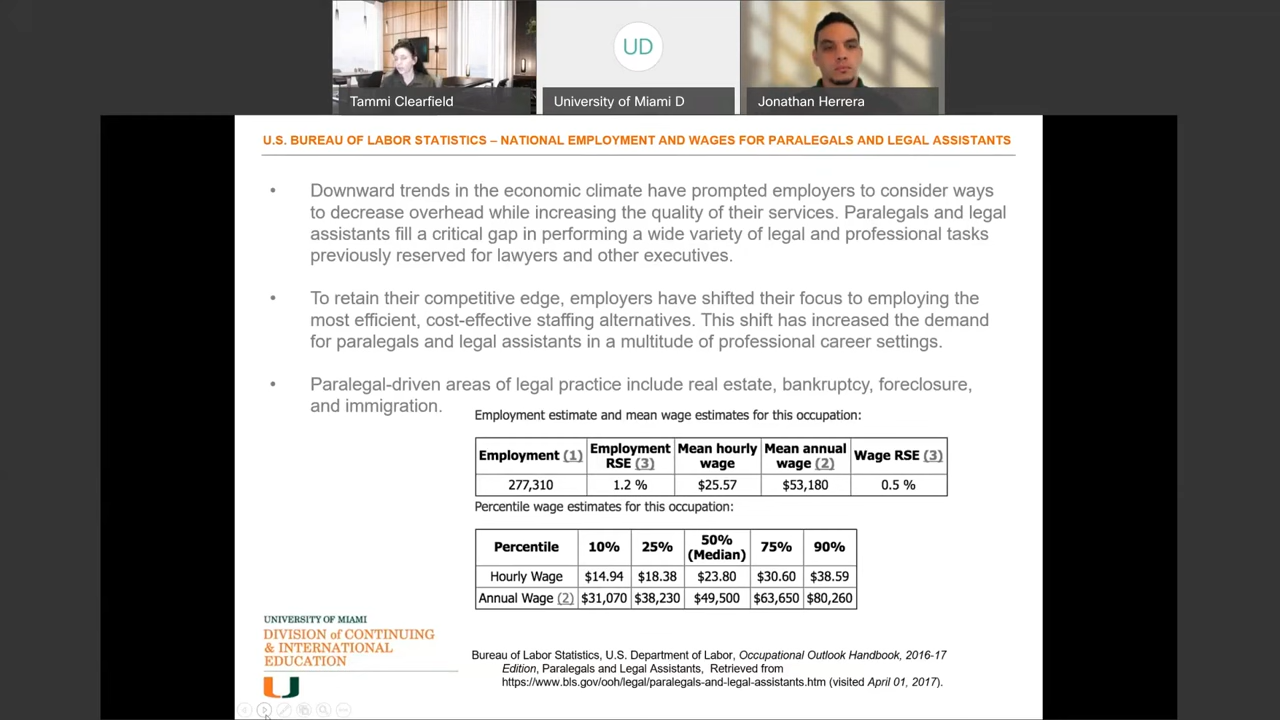 UD
Tammi Clearfield
University of Miami D
Jonathan Herrera
U.S. BUREAU OF LABOR STATISTICS – NATIONAL EMPLOYMENT AND WAGES FOR PARALEGALS AND LEGAL ASSISTANTS
• Downward trends in the economic climate have prompted employers to consider ways
to decrease overhead while increasing the quality of their services. Paralegals and legal
assistants fill a critical gap in performing a wide variety of legal and professional tasks
previously reserved for lawyers and other executives.
• To retain their competitive edge, employers have shifted their focus to employing the
most efficient, cost-effective staffing alternatives. This shift has increased the demand
for paralegals and legal assistants in a multitude of professional career settings.
• Paralegal-driven areas of legal practice include real estate, bankruptcy, foreclosure,
and immigration.
Employment estimate and mean wage estimates for this occupation:
Employment (1) Employment RSE (3) Mean hourly wage Mean annual wage (2) Wage RSE (3)
277,310 1.2 % $25.57 $53,180 0.5 %
Percentile wage estimates for this occupation:
Percentile 10% 25% 50% (Median) 75% 90%
Hourly Wage $14.94 $18.38 $23.80 $30.60 $38.59
Annual Wage (2) $31,070 $38,230 $49,500 $63,650 $80,260
UNIVERSITY OF MIAMI
DIVISION of CONTINUING
& INTERNATIONAL
EDUCATION
U
Bureau of Labor Statistics, U.S. Department of Labor, Occupational Outlook Handbook, 2016-17
Edition, Paralegals and Legal Assistants, Retrieved from
https://www.bls.gov/ooh/legal/paralegals-and-legal-assistants.htm (visited April 01, 2017).